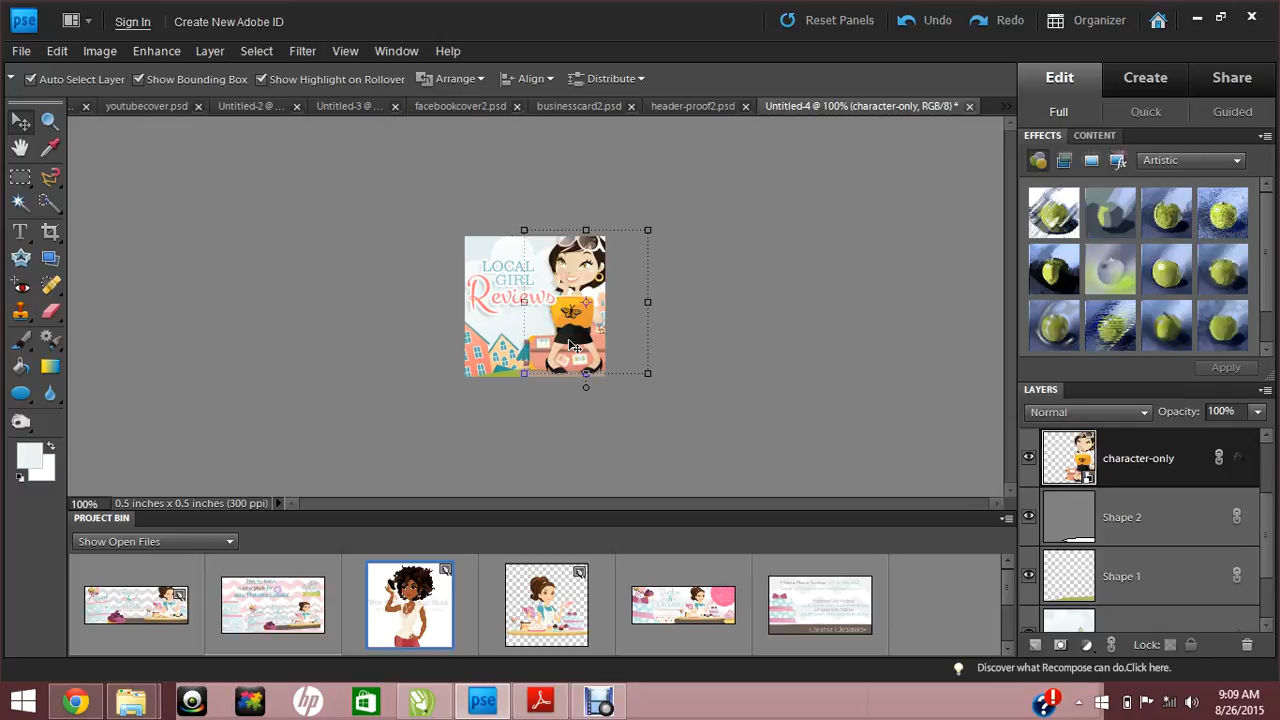 pse Sign In Create New Adobe ID Reset Panels Undo Redo Organizer
File Edit Image Enhance Layer Select Filter View Window Help
Auto Select Layer Show Bounding Box Show Highlight on Rollover Arrange Align Distribute
Edit Create Share
.. youtubecover.psd Untitled-2 @ ... Untitled-3 @ ... facebookcover2.psd businesscard2.psd header-proof2.psd Untitled-4 @ 100% (character-only, RGB/8) *
Full Quick Guided
EFFECTS CONTENT
Artistic
LOCAL
GIRL
Reviews
Apply
LAYERS
Normal Opacity: 100%
character-only
Shape 2
Shape 1
100% 0.5 inches x 0.5 inches (300 ppi)
PROJECT BIN
Show Open Files
Lock:
Discover what Recompose can do.Click here.
hp pse
9:09 AM
8/26/2015